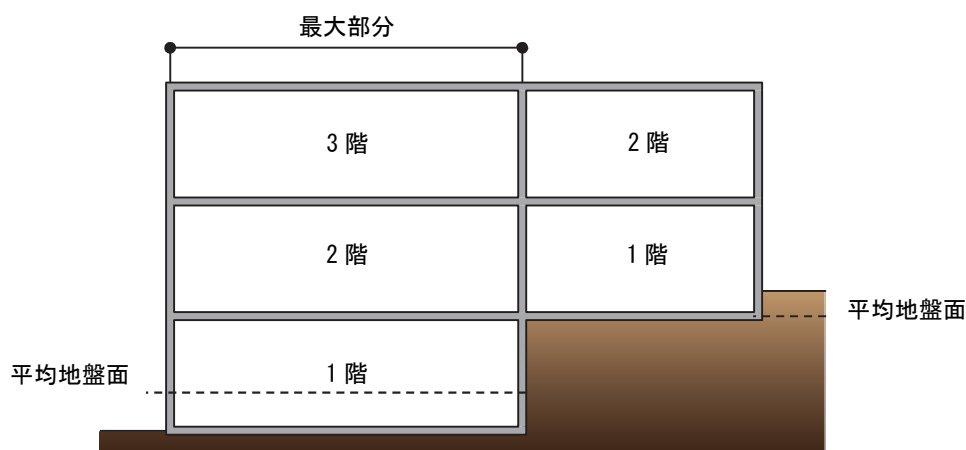 最大部分
3 階
2 階
2 階
1 階
平均地盤面
1 階
平均地盤面